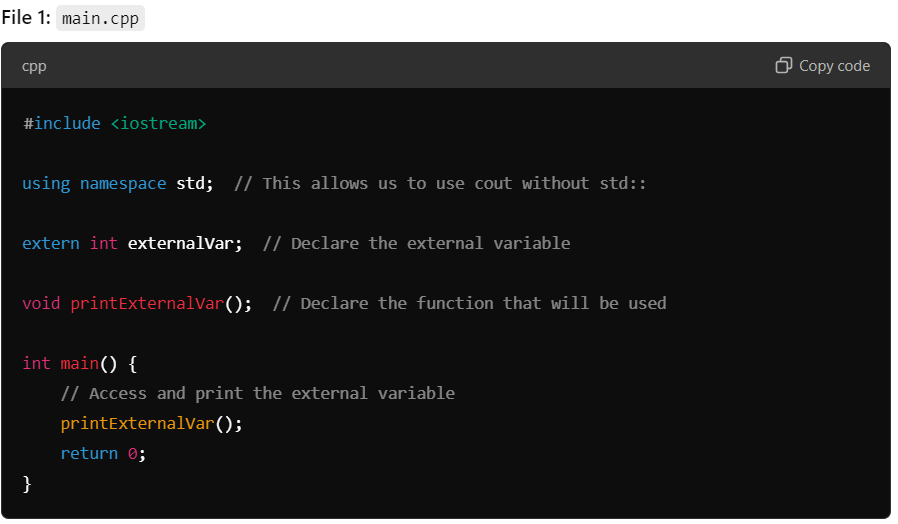 File 1: main.cpp
cpp
Copy code
#include <iostream>
using namespace std;  // This allows us to use cout without std::
extern int externalVar;  // Declare the external variable
void printExternalVar();  // Declare the function that will be used
int main() {
    // Access and print the external variable
    printExternalVar();
    return 0;
}